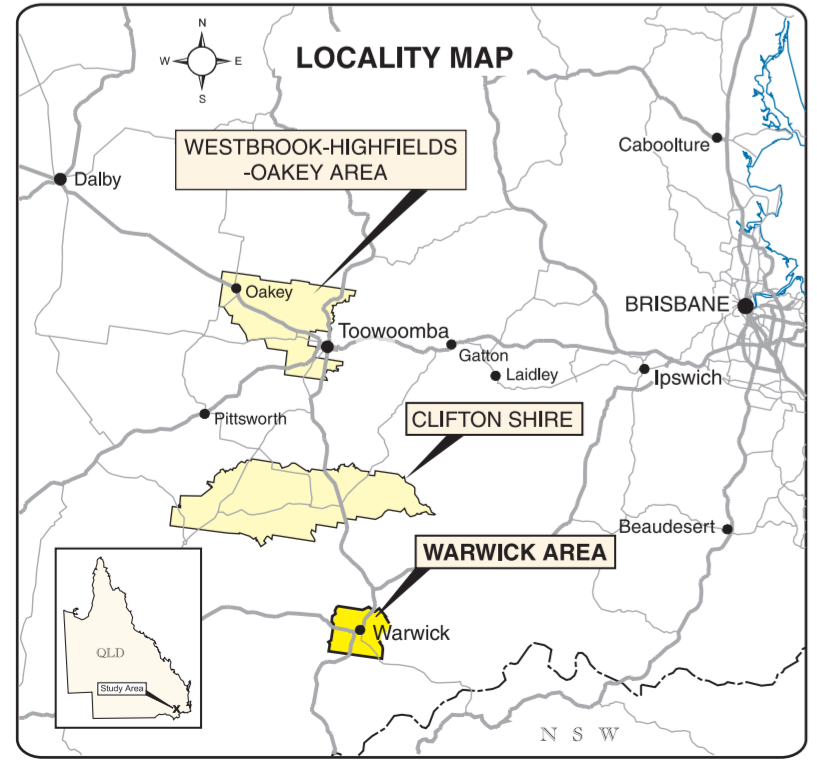 N
W E
S
LOCALITY MAP
WESTBROOK-HIGHFIELDS
-OAKEY AREA
Caboolture
Dalby
Oakey
BRISBANE
Toowoomba
Gatton
Laidley
Ipswich
Pittsworth
CLIFTON SHIRE
Beaudesert
WARWICK AREA
Warwick
QLD
Study Area
x
N S W